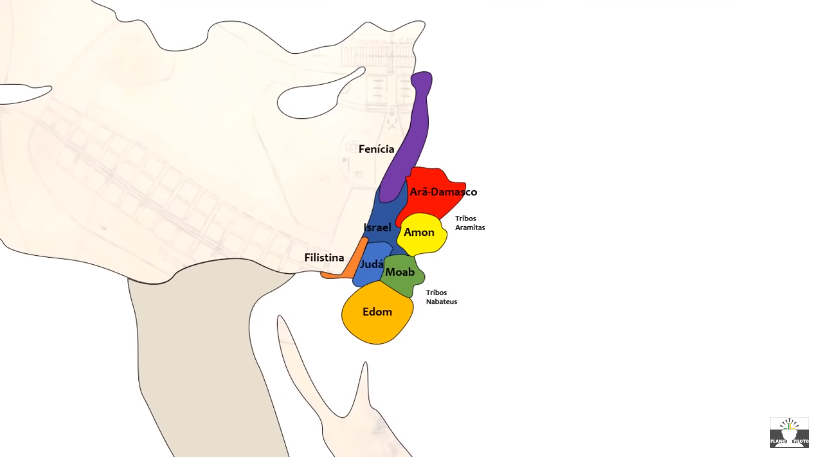 Fenícia
Arã-Damasco
Tribos
Aramitas
Israel
Amon
Filistina
Judá
Moab
Tribos
Nabateus
Edom